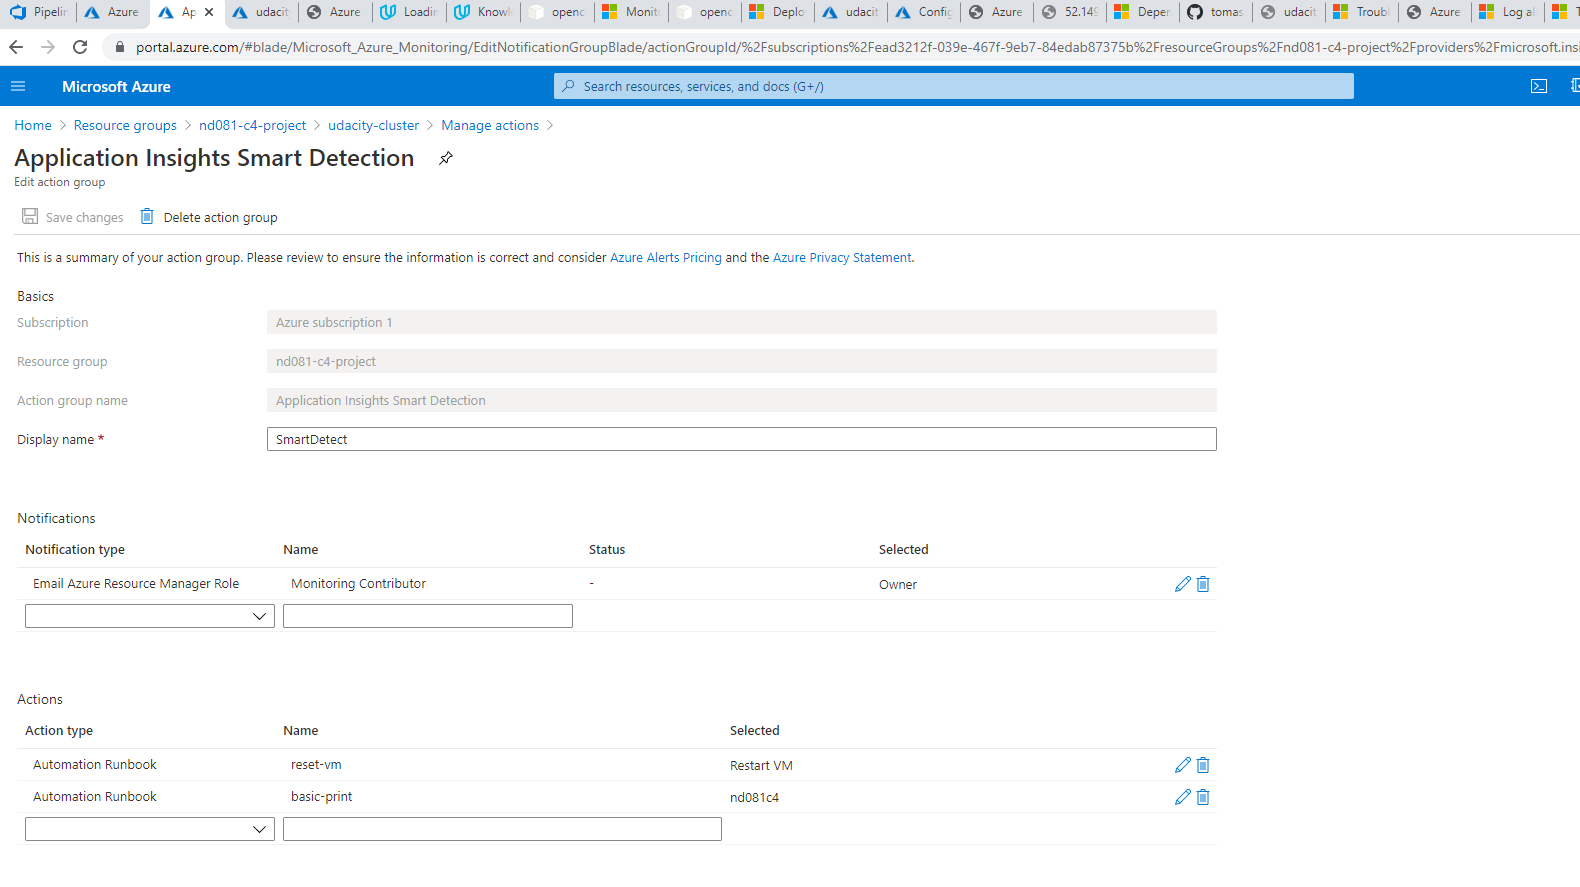 Pipelin Azure Ap udacit Azure Loadin Knowl openc Monito openc Deplo udacit Config Azure 52.149 Depen tomas udacit Troubl Azure Log al
portal.azure.com/#blade/Microsoft_Azure_Monitoring/EditNotificationGroupBlade/actionGroupId/%2Fsubscriptions%2Fead3212f-039e-467f-9eb7-84edab87375b%2FresourceGroups%2Fnd081-c4-project%2Fproviders%2Fmicrosoft.insi
Microsoft Azure
Search resources, services, and docs (G+/)
Home > Resource groups > nd081-c4-project > udacity-cluster > Manage actions >
Application Insights Smart Detection
Edit action group
Save changes Delete action group
This is a summary of your action group. Please review to ensure the information is correct and consider Azure Alerts Pricing and the Azure Privacy Statement.
Basics
Subscription Azure subscription 1
Resource group nd081-c4-project
Action group name Application Insights Smart Detection
Display name * SmartDetect
Notifications
Notification type Name Status Selected
Email Azure Resource Manager Role Monitoring Contributor - Owner
Actions
Action type Name Selected
Automation Runbook reset-vm Restart VM
Automation Runbook basic-print nd081c4